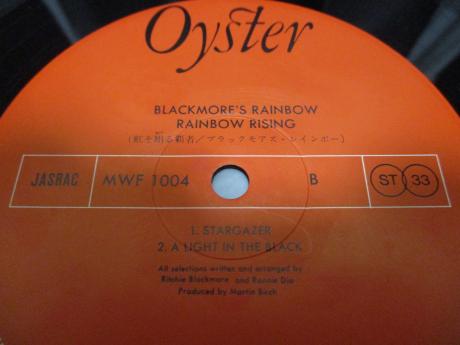 Oyster
BLACKMORE'S RAINBOW
RAINBOW RISING
(虹を翔る覇者/ブラックモアズ・レインボー)
JASRAC MWF 1004 B ST 33
1. STARGAZER
2. A LIGHT IN THE BLACK
All selections written and arranged by
Ritchie Blackmore and Ronnie Dio
Produced by Martin Birch